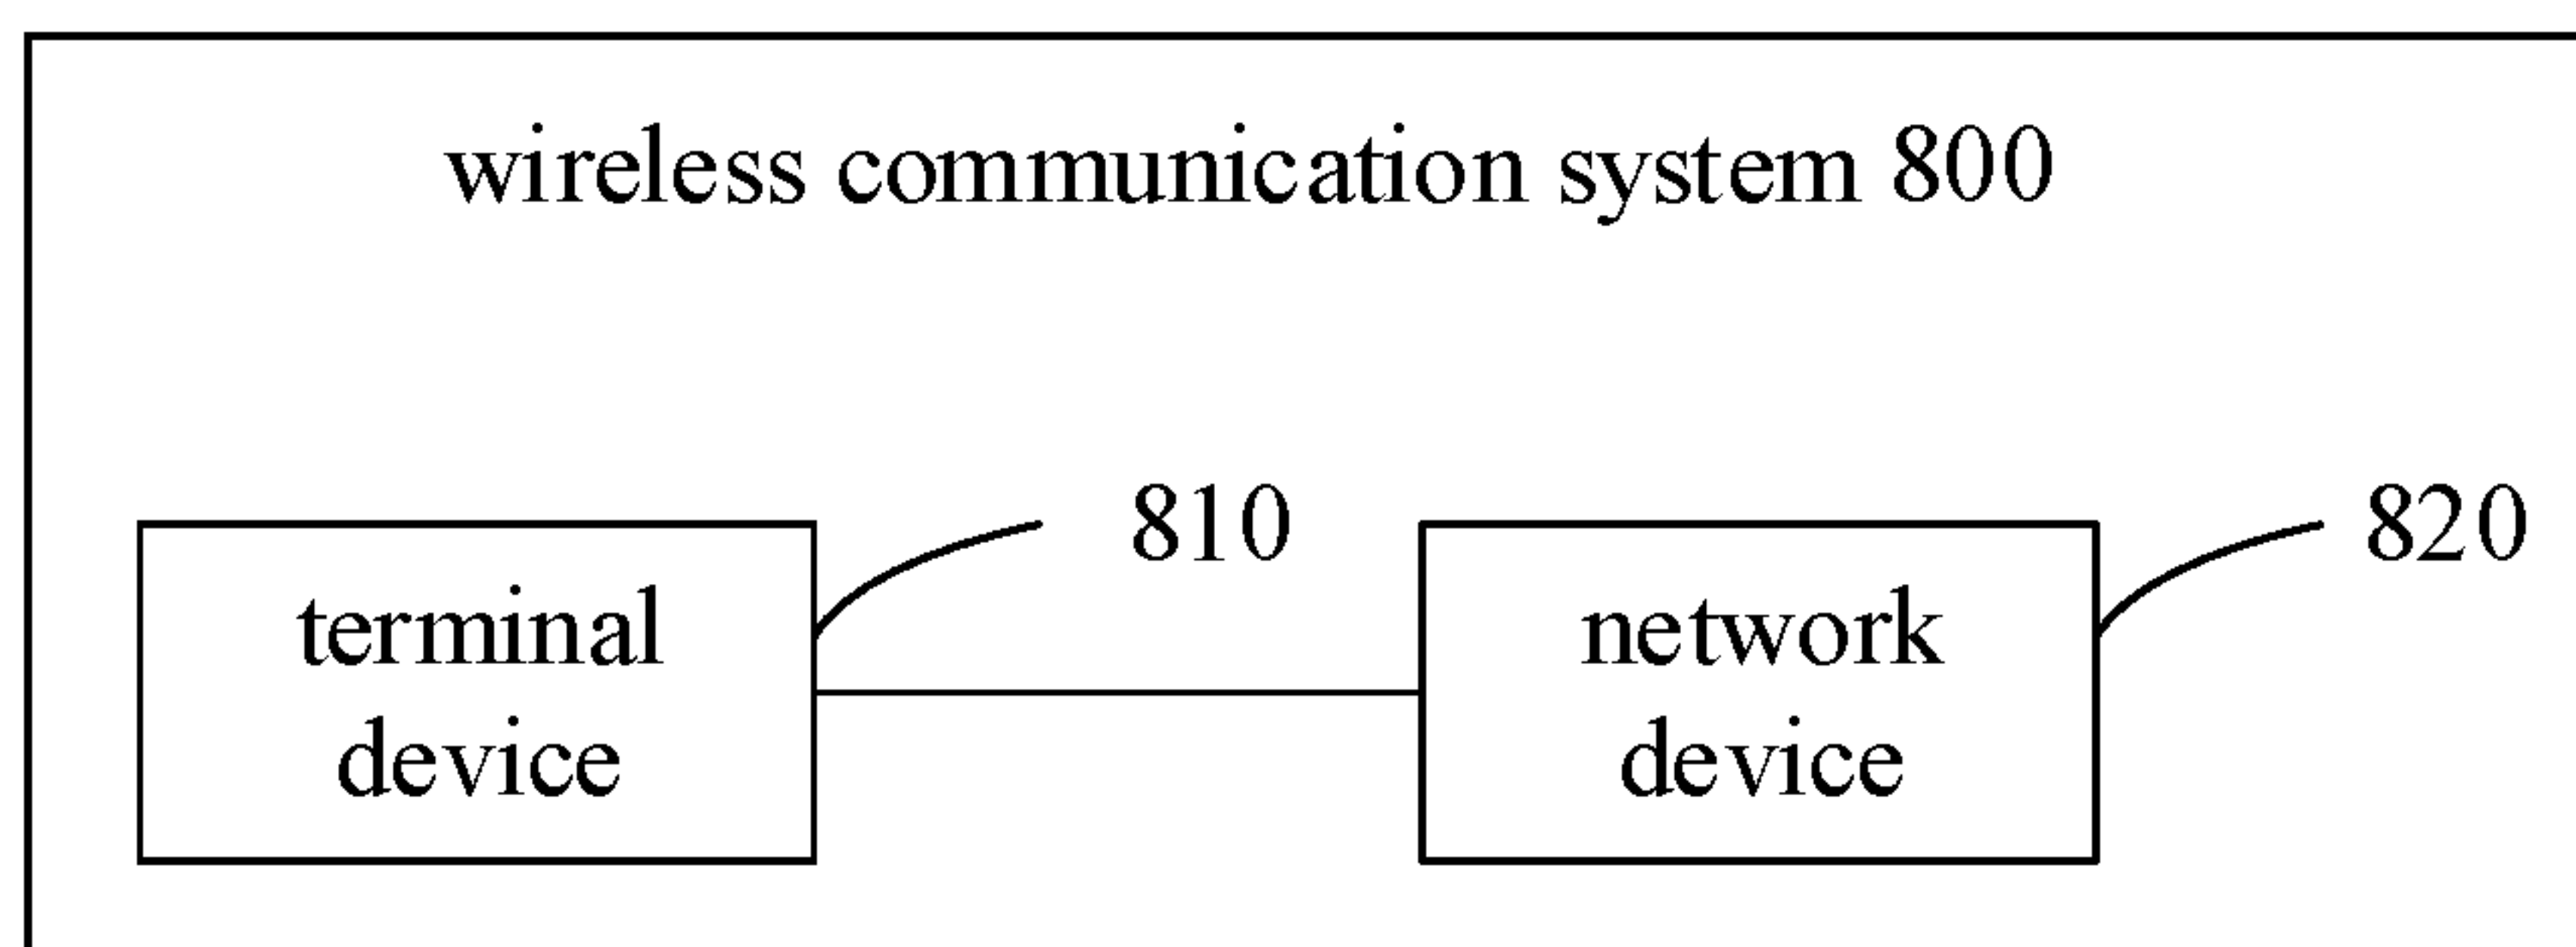 wireless communication system 800
810
820
terminal
device
network
device